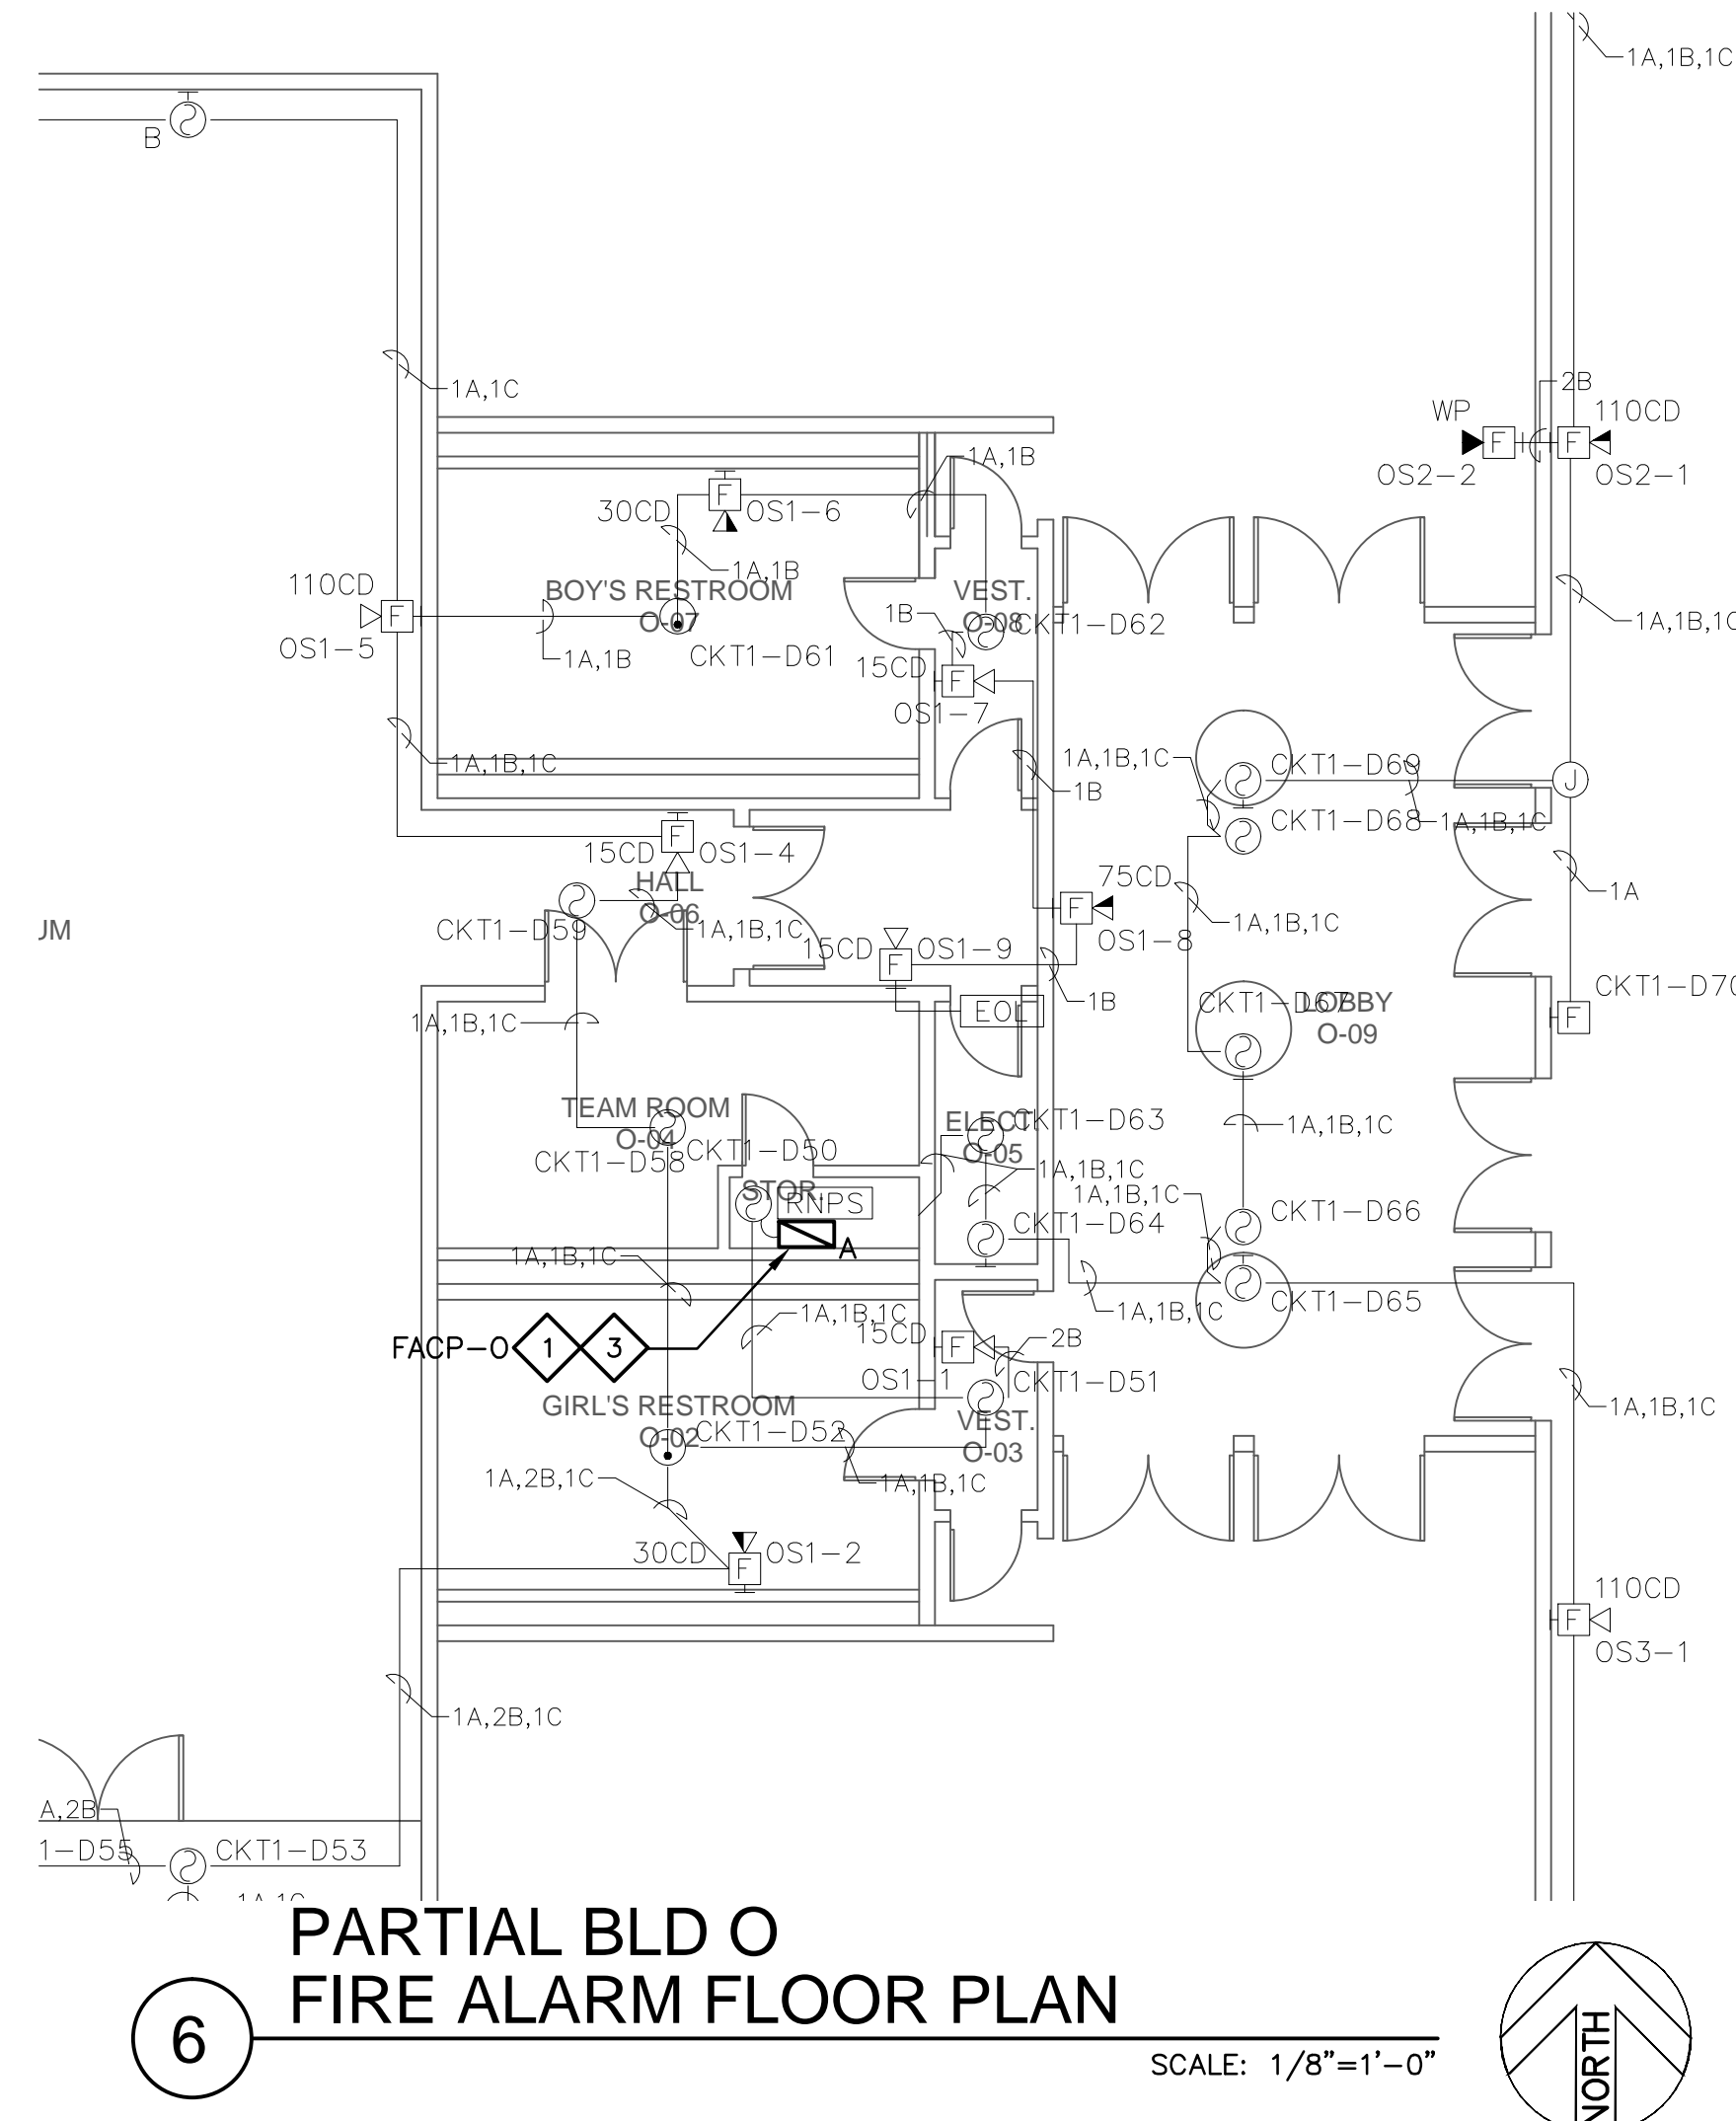 1A,1B,1C
B
1A,1C
2B
WP
110CD
F
F
OS2-2
OS2-1
1A,1B
30CD
F
OS1-6
1A,1B
110CD
F
OS1-5
BOY'S RESTROOM
O-07
1A,1B
CKT1-D61
VEST.
O-08
CKT1-D62
1B
15CD
F
OS1-7
1A,1B,1C
1A,1B,1C
1A,1B,1C
1B
CKT1-D69
J
CKT1-D68
1A,1B,1C
F
15CD
OS1-4
HALL
O-06
CKT1-D59
1A,1B,1C
75CD
F
OS1-8
1A,1B,1C
1A
15CD
F
OS1-9
1B
EOL
CKT1-D67
LOBBY
O-09
CKT1-D70
F
1A,1B,1C
TEAM ROOM
O-04
CKT1-D58
CKT1-D50
STOR.
RNPS
A
ELECT.
O-05
CKT1-D63
1A,1B,1C
1A,1B,1C
1A,1B,1C
CKT1-D64
CKT1-D66
1A,1B,1C
1A,1B,1C
CKT1-D65
1A,1B,1C
FACP-O
1
3
15CD
F
OS1-1
2B
CKT1-D51
VEST.
O-03
1A,1B,1C
GIRL'S RESTROOM
O-02
CKT1-D52
1A,1B,1C
1A,2B,1C
30CD
F
OS1-2
110CD
F
OS3-1
1A,2B,1C
A,2B
1-D55
CKT1-D53
PARTIAL BLD O
FIRE ALARM FLOOR PLAN
6
SCALE: 1/8"=1'-0"
NORTH